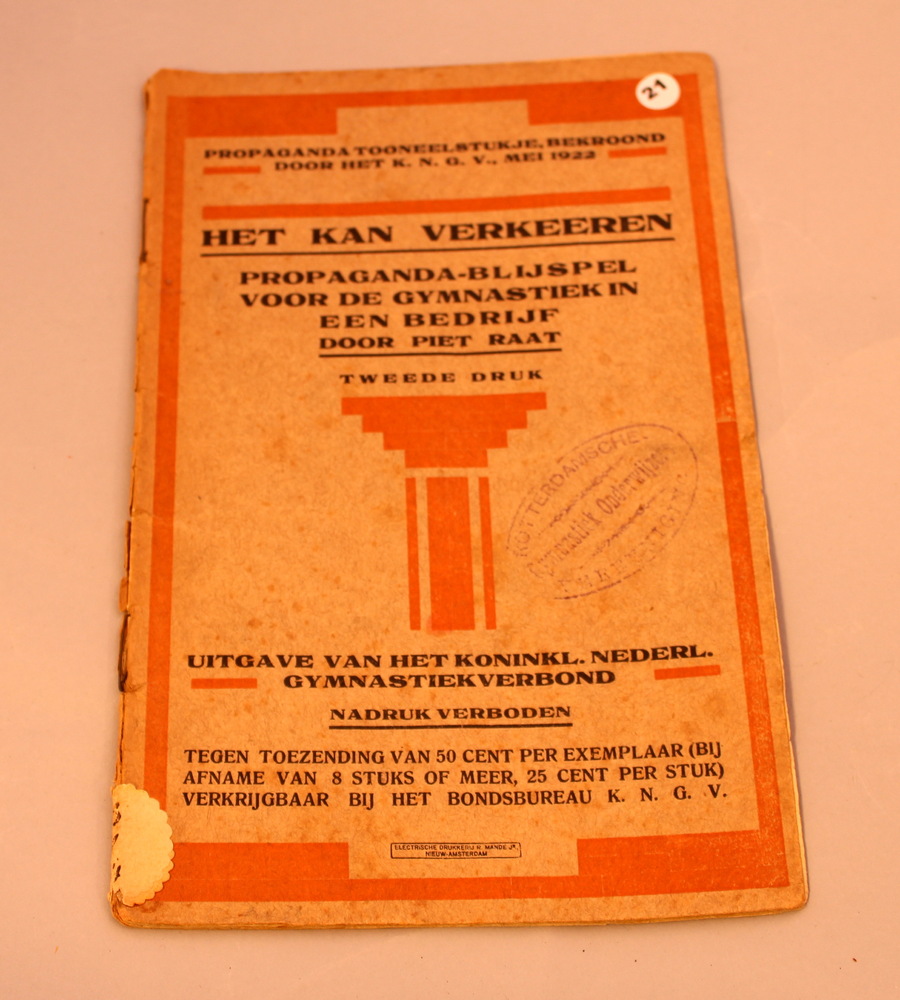 21
PROPAGANDA TOONEELSTUKJE, BEKROOND
DOOR HET K. N. G. V., MEI 1922
HET KAN VERKEEREN
PROPAGANDA-BLIJSPEL
VOOR DE GYMNASTIEK IN
EEN BEDRIJF
DOOR PIET RAAT
TWEEDE DRUK
ROTTERDAMSCHE
Gymnastiek Onderwijzers
UITGAVE VAN HET KONINKL. NEDERL.
GYMNASTIEKVERBOND
NADRUK VERBODEN
TEGEN TOEZENDING VAN 50 CENT PER EXEMPLAAR (BIJ
AFNAME VAN 8 STUKS OF MEER, 25 CENT PER STUK)
VERKRIJGBAAR BIJ HET BONDSBUREAU K. N. G. V.
ELECTRISCHE DRUKKERIJ R. MANDE Jr.
NIEUW-AMSTERDAM